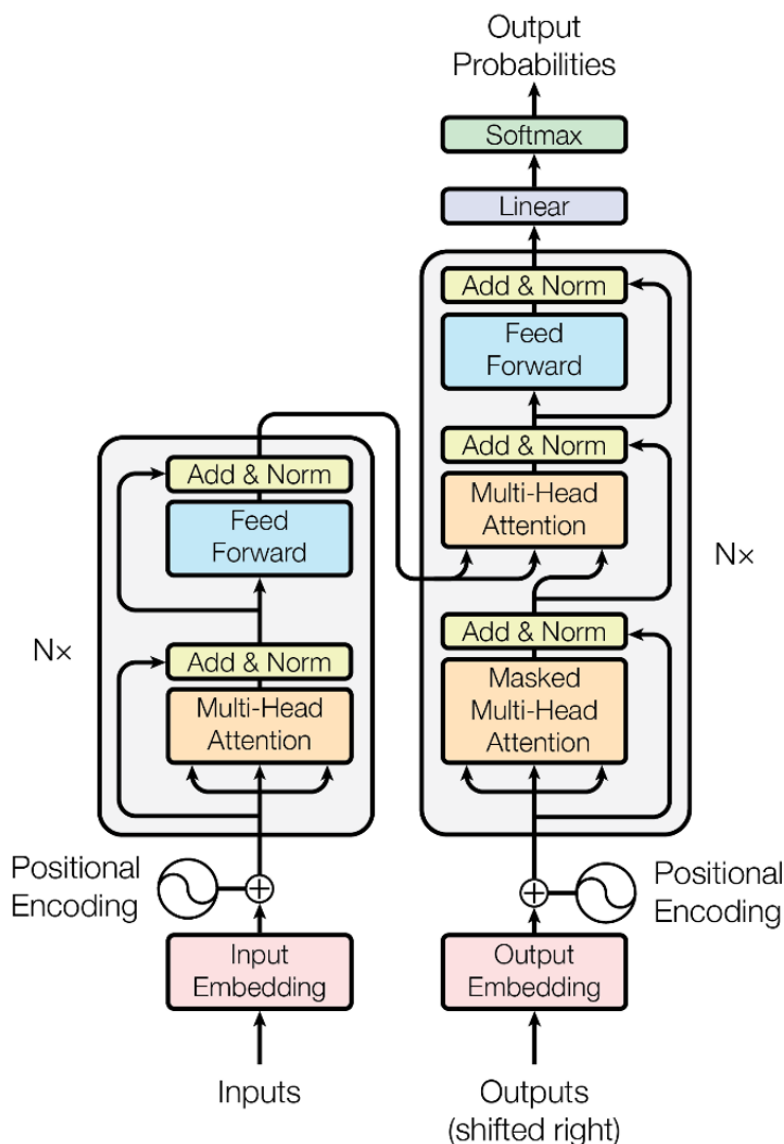 Output
Probabilities
Softmax
Linear
Add & Norm
Feed
Forward
Add & Norm
Multi-Head
Attention
Nx
Add & Norm
Masked
Multi-Head
Attention
Add & Norm
Feed
Forward
Nx
Add & Norm
Multi-Head
Attention
Positional
Encoding
Positional
Encoding
Input
Embedding
Output
Embedding
Inputs
Outputs
(shifted right)